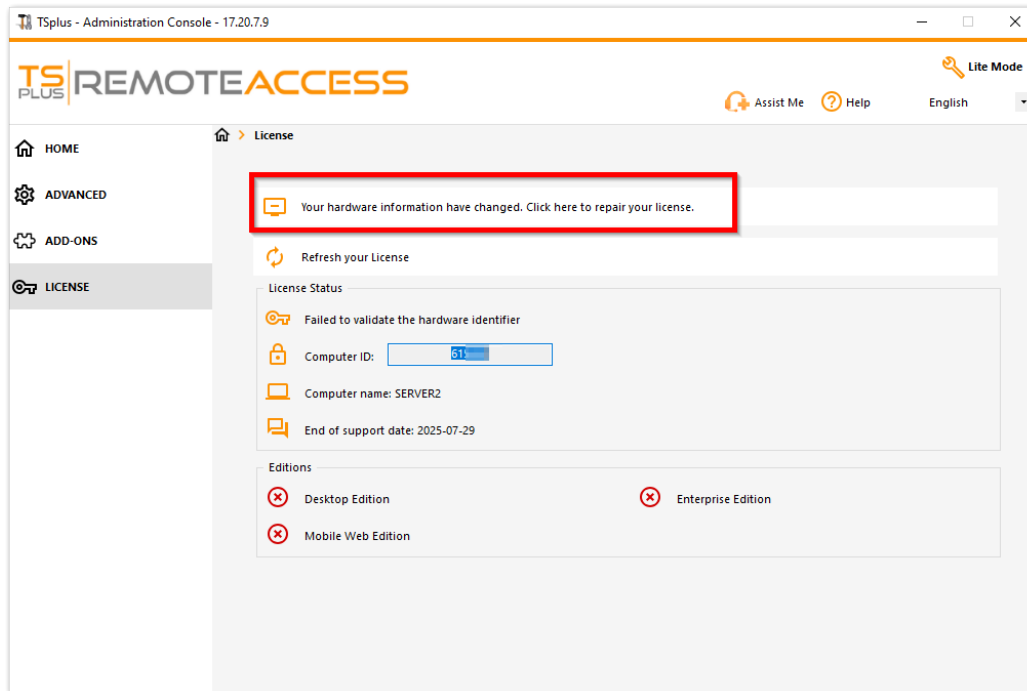 TSplus - Administration Console - 17.20.7.9
TS PLUS REMOTEACCESS
Lite Mode
Assist Me
Help
English
HOME
ADVANCED
ADD-ONS
LICENSE
License
Your hardware information have changed. Click here to repair your license.
Refresh your License
License Status
Failed to validate the hardware identifier
Computer ID:
Computer name: SERVER2
End of support date: 2025-07-29
Editions
Desktop Edition
Enterprise Edition
Mobile Web Edition